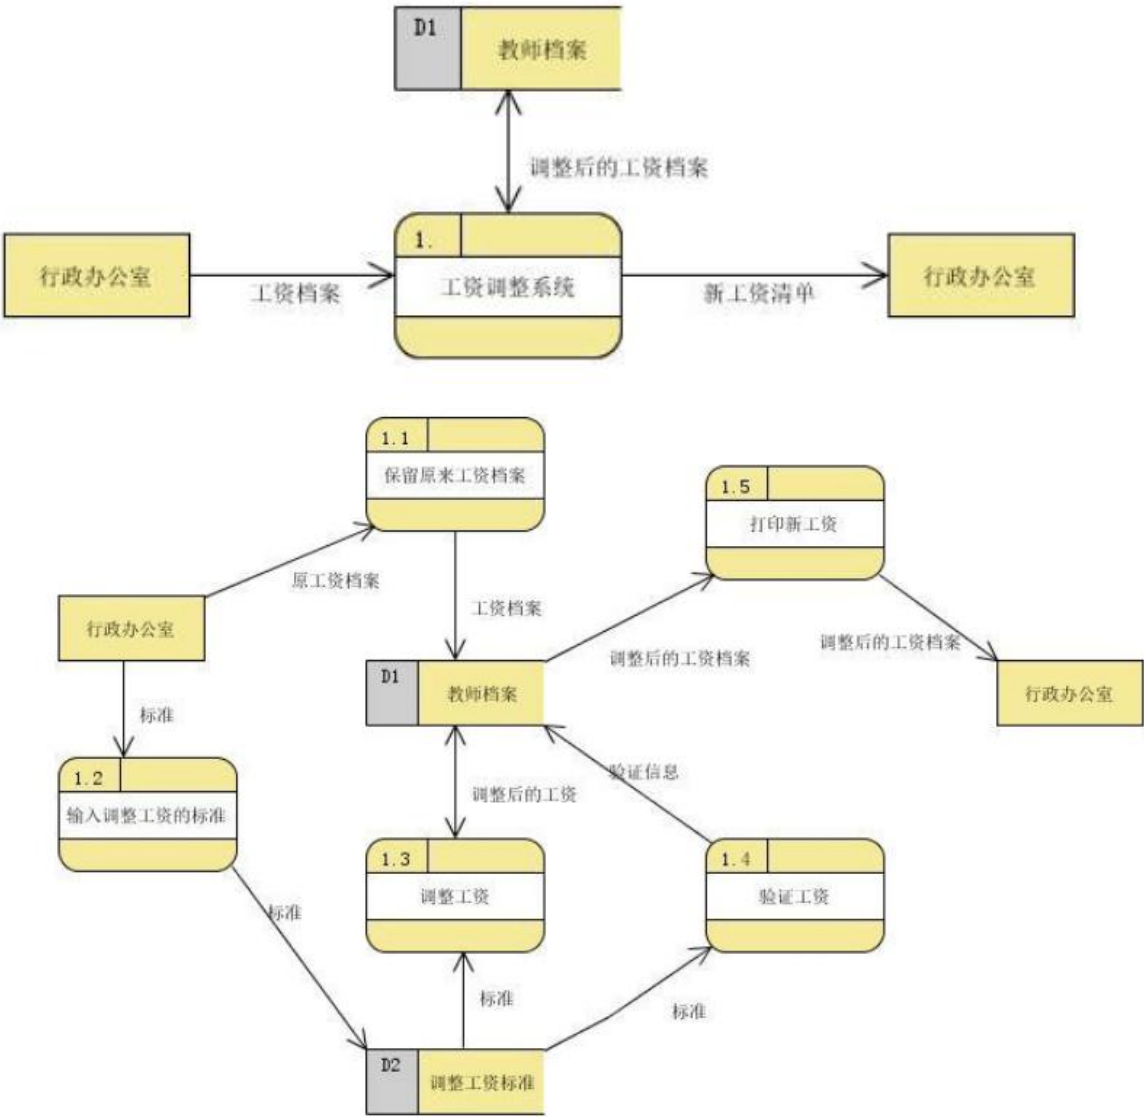 D1
教师档案
调整后的工资档案
1.
行政办公室
工资档案
工资调整系统
新工资清单
行政办公室
1.1
保留原来工资档案
1.5
打印新工资
原工资档案
工资档案
行政办公室
调整后的工资档案
调整后的工资档案
D1
教师档案
行政办公室
标准
验证信息
1.2
输入调整工资的标准
调整后的工资
1.3
调整工资
1.4
验证工资
标准
标准
标准
D2
调整工资标准